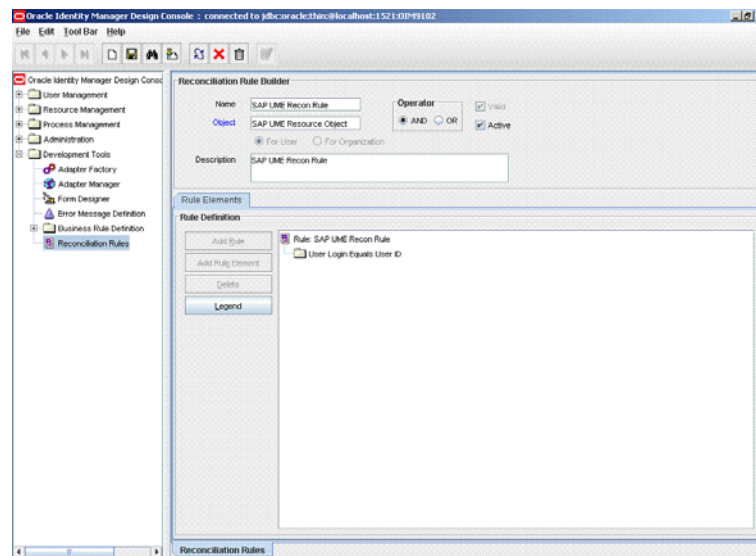 Oracle Identity Manager Design Console : connected to jdbc:oracle:thin:@localhost:1521:OIM9102
File Edit Tool Bar Help
Oracle Identity Manager Design Consc
User Management
Resource Management
Process Management
Administration
Development Tools
Adapter Factory
Adapter Manager
Form Designer
Error Message Definition
Business Rule Definition
Reconciliation Rules
Reconciliation Rule Builder
Name SAP UME Recon Rule
Object SAP UME Resource Object
Operator
AND OR
Valid
Active
For User For Organization
Description SAP UME Recon Rule
Rule Elements
Rule Definition
Add Rule
Add Rule Element
Delete
Legend
Rule: SAP UME Recon Rule
User Login Equals User ID
Reconciliation Rules